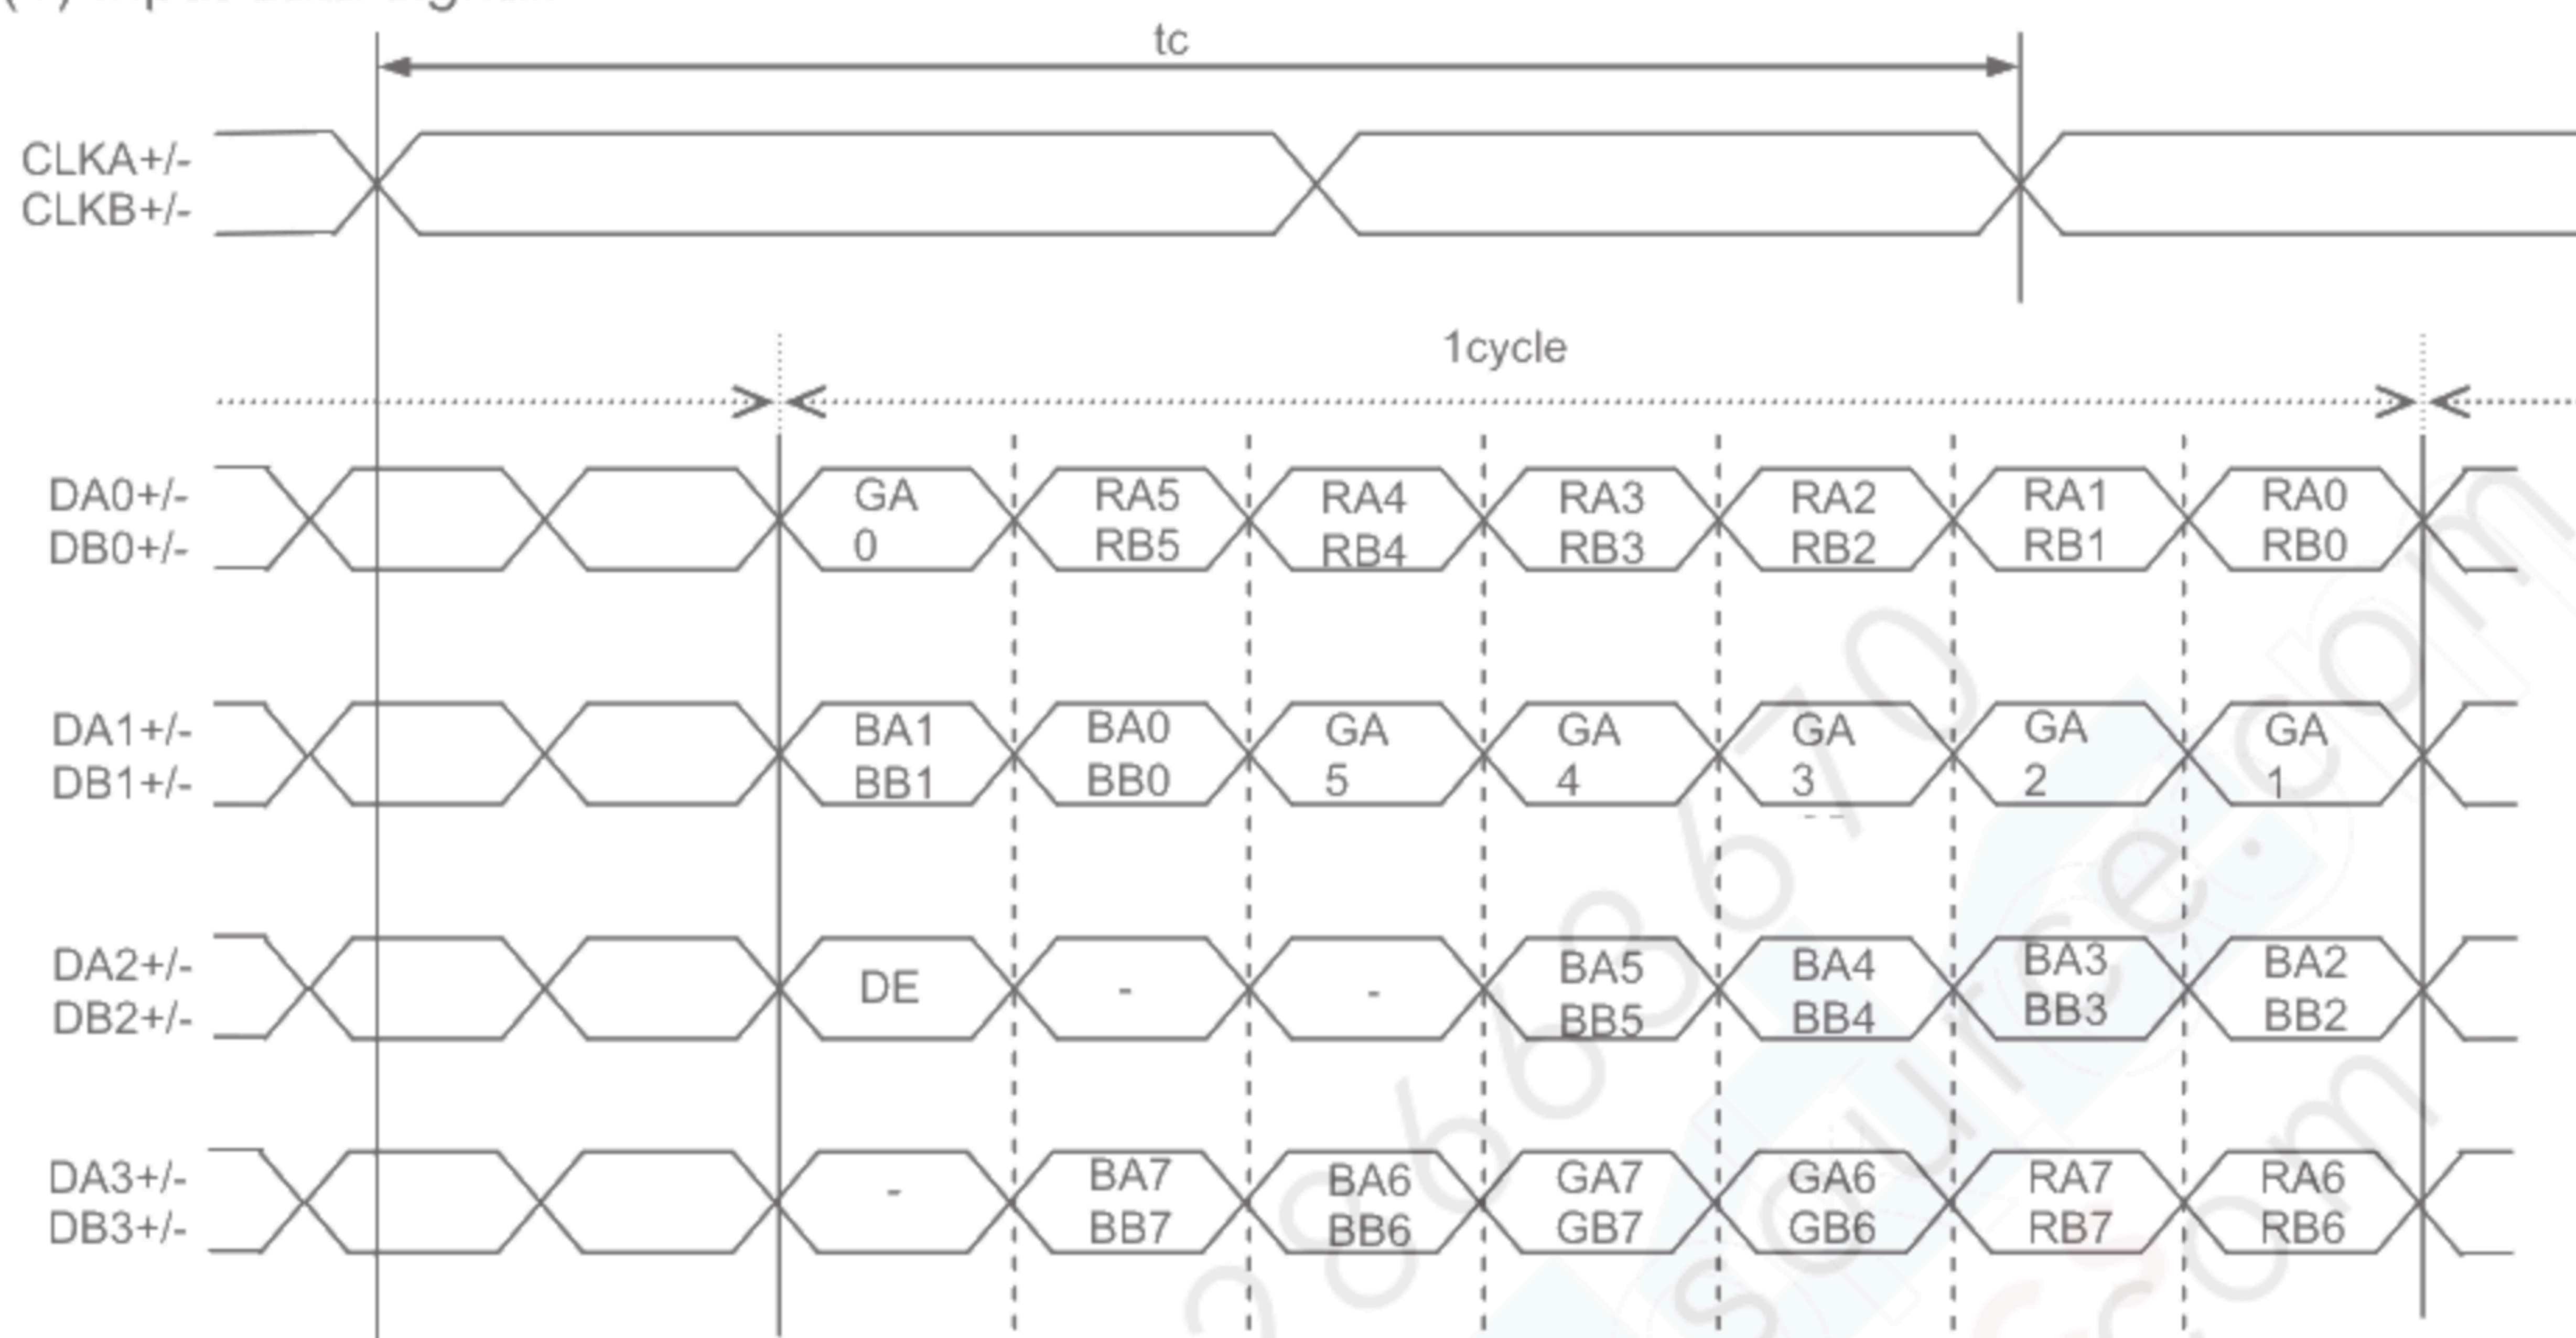 tc
CLKA+/-
CLKB+/-
1cycle
DA0+/-
DB0+/-
GA
0
RA5
RB5
RA4
RB4
RA3
RB3
RA2
RB2
RA1
RB1
RA0
RB0
DA1+/-
DB1+/-
BA1
BB1
BA0
BB0
GA
5
GA
4
GA
3
GA
2
GA
1
DA2+/-
DB2+/-
DE
-
-
BA5
BB5
BA4
BB4
BA3
BB3
BA2
BB2
DA3+/-
DB3+/-
-
BA7
BB7
BA6
BB6
GA7
GB7
GA6
GB6
RA7
RB7
RA6
RB6
source.com
com